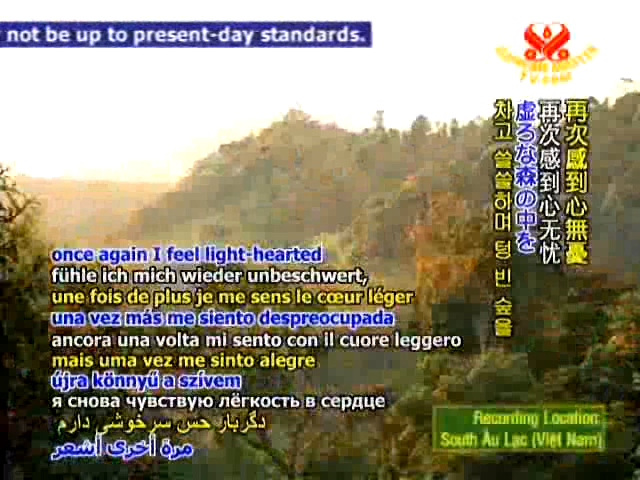 not be up to present-day standards.
SUPREME MASTER
TV.com
再次感到心無憂
再次感到心无忧
虚ろな森の中を
차고 쓸쓸하며 텅 빈 숲을
once again I feel light-hearted
fühle ich mich wieder unbeschwert,
une fois de plus je me sens le cœur léger
una vez más me siento despreocupada
ancora una volta mi sento con il cuore leggero
mais uma vez me sinto alegre
újra könnyű a szívem
я снова чувствую лёгкость в сердце
دگربار حس سرخوشی دارم
مرة أخرى أشعر
Recording Location:
South Âu Lạc (Việt Nam)